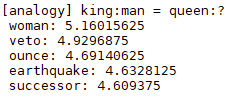 [analogy] king:man = queen:?
woman: 5.16015625
veto: 4.9296875
ounce: 4.69140625
earthquake: 4.6328125
successor: 4.609375